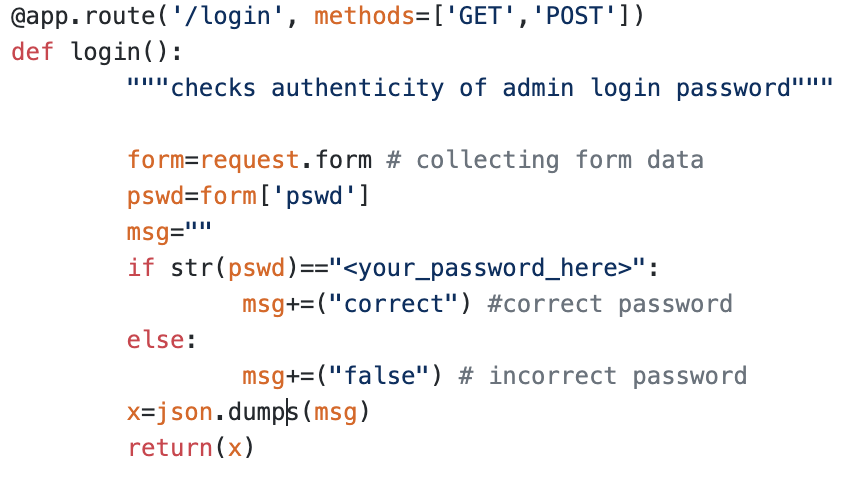 @app.route('/login', methods=['GET','POST'])
def login():
"""checks authenticity of admin login password"""
form=request.form # collecting form data
pswd=form['pswd']
msg=""
if str(pswd)=="<your_password_here>":
msg+=("correct") #correct password
else:
msg+=("false") # incorrect password
x=json.dumps(msg)
return(x)